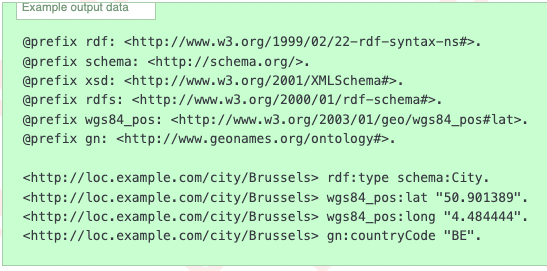 Example output data
@prefix rdf: <http://www.w3.org/1999/02/22-rdf-syntax-ns#>.
@prefix schema: <http://schema.org/>.
@prefix xsd: <http://www.w3.org/2001/XMLSchema#>.
@prefix rdfs: <http://www.w3.org/2000/01/rdf-schema#>.
@prefix wgs84_pos: <http://www.w3.org/2003/01/geo/wgs84_pos#lat>.
@prefix gn: <http://www.geonames.org/ontology#>.
<http://loc.example.com/city/Brussels> rdf:type schema:City.
<http://loc.example.com/city/Brussels> wgs84_pos:lat "50.901389".
<http://loc.example.com/city/Brussels> wgs84_pos:long "4.484444".
<http://loc.example.com/city/Brussels> gn:countryCode "BE".